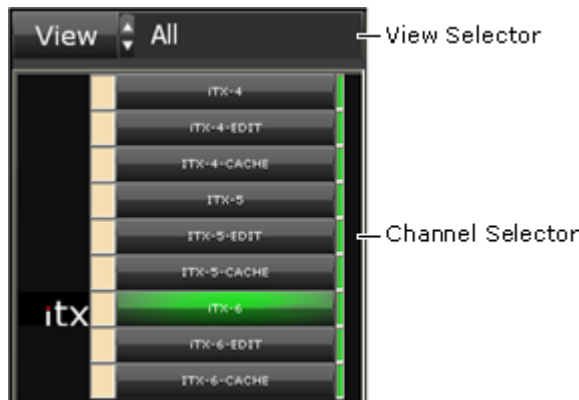 View All View Selector
iTX-4
iTX-4-EDIT
ITX-4-CACHE
ITX-5
ITX-5-EDIT
ITX-5-CACHE
Channel Selector
itx
iTX-6
iTX-6-EDIT
ITX-6-CACHE